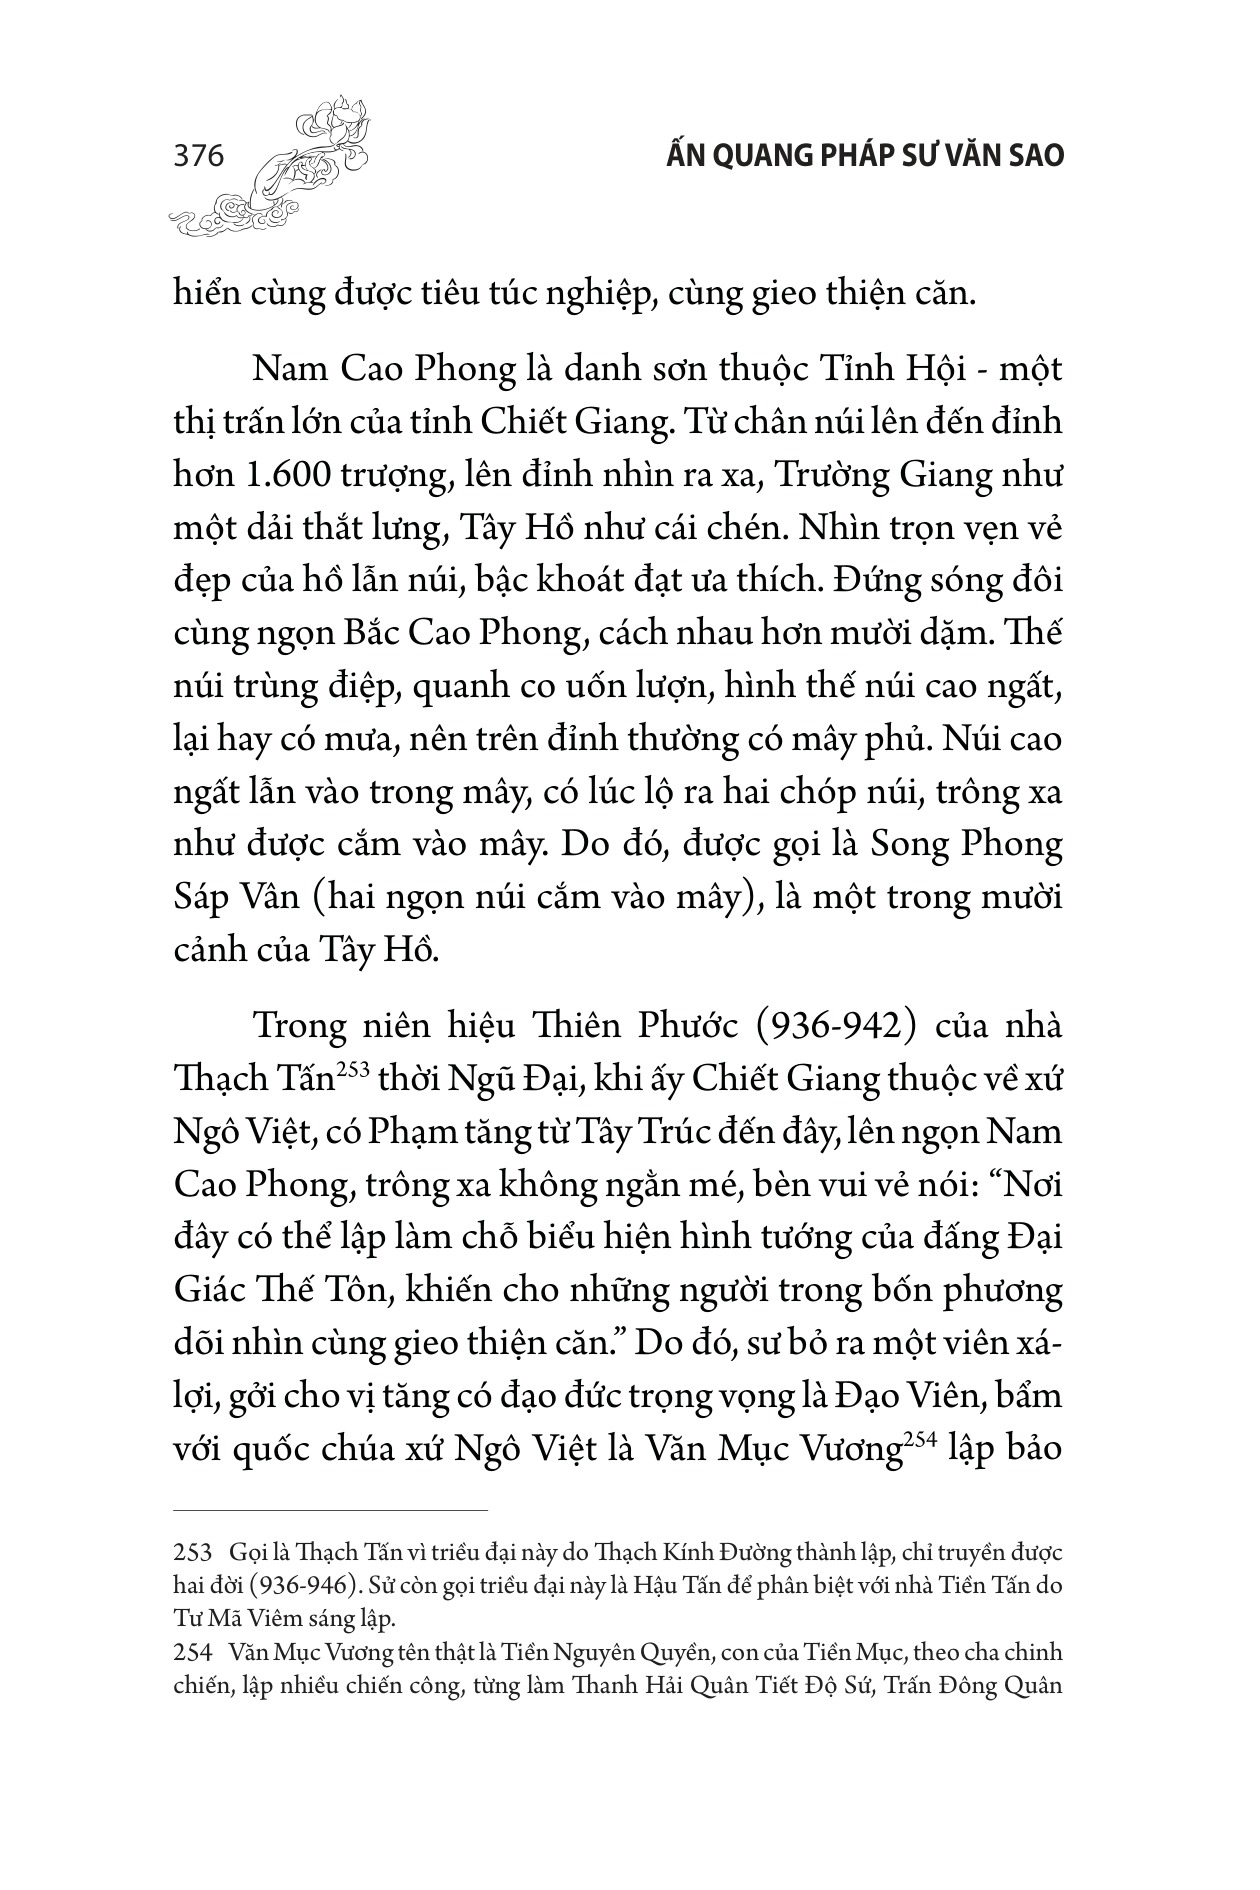 376
ẤN QUANG PHÁP SƯ VĂN SAO
hiển cùng được tiêu túc nghiệp, cùng gieo thiện căn.
Nam Cao Phong là danh sơn thuộc Tỉnh Hội - một
thị trấn lớn của tỉnh Chiết Giang. Từ chân núi lên đến đỉnh
hơn 1.600 trượng, lên đỉnh nhìn ra xa, Trường Giang như
một dải thắt lưng, Tây Hồ như cái chén. Nhìn trọn vẹn vẻ
đẹp của hồ lẫn núi, bậc khoát đạt ưa thích. Đứng sóng đôi
cùng ngọn Bắc Cao Phong, cách nhau hơn mười dặm. Thế
núi trùng điệp, quanh co uốn lượn, hình thế núi cao ngất,
lại hay có mưa, nên trên đỉnh thường có mây phủ. Núi cao
ngất lẫn vào trong mây, có lúc lộ ra hai chóp núi, trông xa
như được cắm vào mây. Do đó, được gọi là Song Phong
Sáp Vân (hai ngọn núi cắm vào mây), là một trong mười
cảnh của Tây Hồ.
Trong niên hiệu Thiên Phước (936-942) của nhà
Thạch Tấn253 thời Ngũ Đại, khi ấy Chiết Giang thuộc về xứ
Ngô Việt, có Phạm tăng từ Tây Trúc đến đây, lên ngọn Nam
Cao Phong, trông xa không ngằn mé, bèn vui vẻ nói: “Nơi
đây có thể lập làm chỗ biểu hiện hình tướng của đấng Đại
Giác Thế Tôn, khiến cho những người trong bốn phương
dõi nhìn cùng gieo thiện căn.” Do đó, sư bỏ ra một viên xá-
lợi, gởi cho vị tăng có đạo đức trọng vọng là Đạo Viên, bẩm
với quốc chúa xứ Ngô Việt là Văn Mục Vương254 lập bảo
253 Gọi là Thạch Tấn vì triều đại này do Thạch Kính Đường thành lập, chỉ truyền được
hai đời (936-946). Sử còn gọi triều đại này là Hậu Tấn để phân biệt với nhà Tiền Tấn do
Tư Mã Viêm sáng lập.
254 Văn Mục Vương tên thật là Tiền Nguyên Quyền, con của Tiền Mục, theo cha chinh
chiến, lập nhiều chiến công, từng làm Thanh Hải Quân Tiết Độ Sứ, Trấn Đông Quân